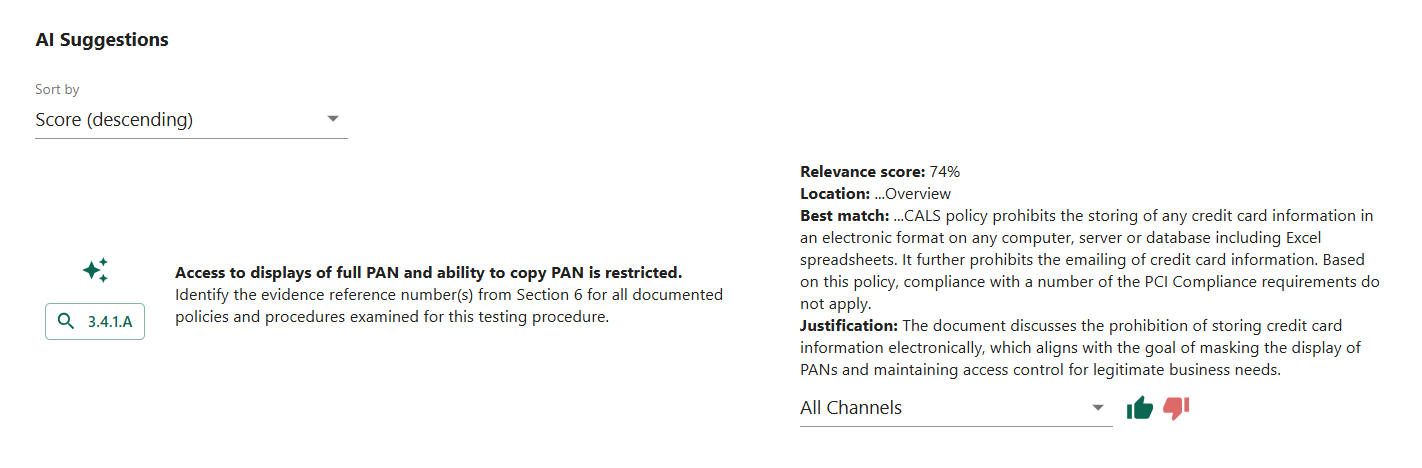 AI Suggestions
Sort by
Score (descending)
3.4.1.A
Access to displays of full PAN and ability to copy PAN is restricted.
Identify the evidence reference number(s) from Section 6 for all documented
policies and procedures examined for this testing procedure.
Relevance score: 74%
Location: ...Overview
Best match: ...CALS policy prohibits the storing of any credit card information in
an electronic format on any computer, server or database including Excel
spreadsheets. It further prohibits the emailing of credit card information. Based
on this policy, compliance with a number of the PCI Compliance requirements do
not apply.
Justification: The document discusses the prohibition of storing credit card
information electronically, which aligns with the goal of masking the display of
PANs and maintaining access control for legitimate business needs.
All Channels